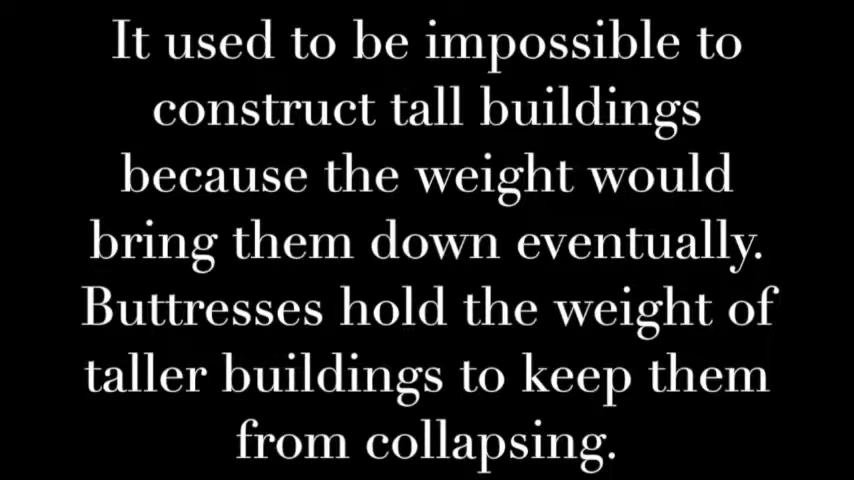 It used to be impossible to
construct tall buildings
because the weight would
bring them down eventually.
Buttresses hold the weight of
taller buildings to keep them
from collapsing.